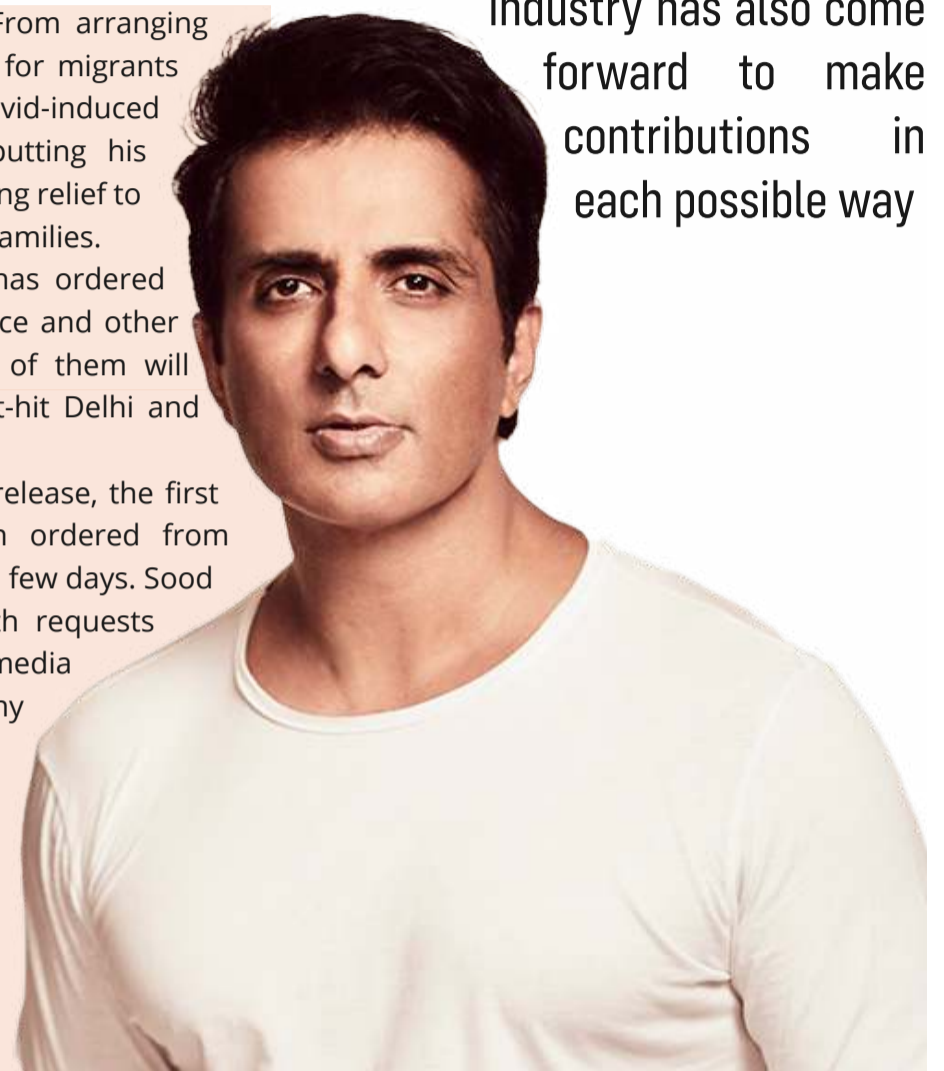 From arranging
for migrants
vid-induced
putting his
ng relief to
amilies.
has ordered
ce and other
of them will
t-hit Delhi and
release, the first
ordered from
few days. Sood
th requests
media
ny
industry has also come
forward to make
contributions in
each possible way